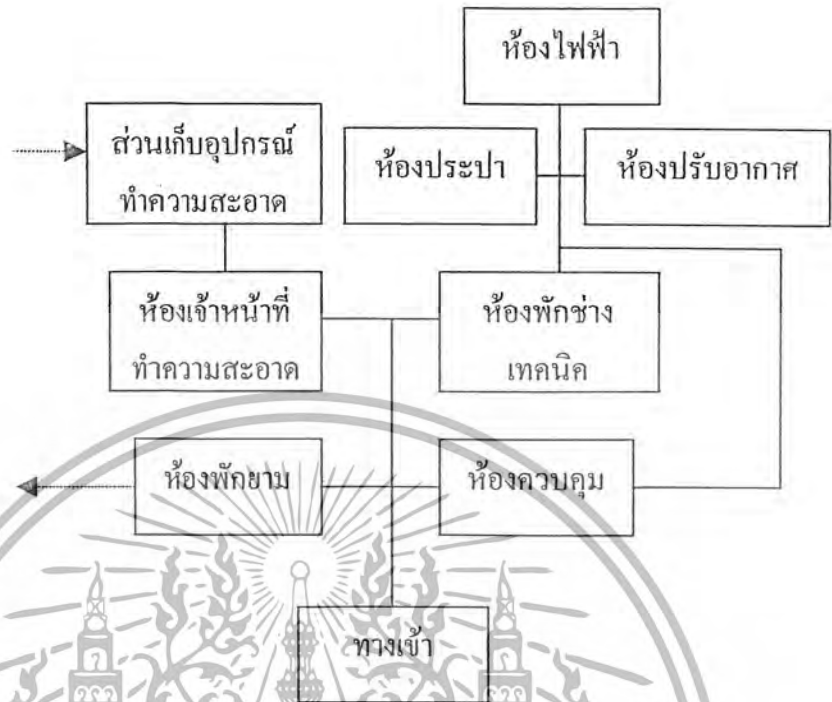 ห้องไฟฟ้า
ส่วนเก็บอุปกรณ์
ทำความสะอาด
ห้องประปา
ห้องปรับอากาศ
ห้องเจ้าหน้าที่
ทำความสะอาด
ห้องพักช่าง
เทคนิค
ห้องพักยาม
ห้องควบคุม
ทางเข้า